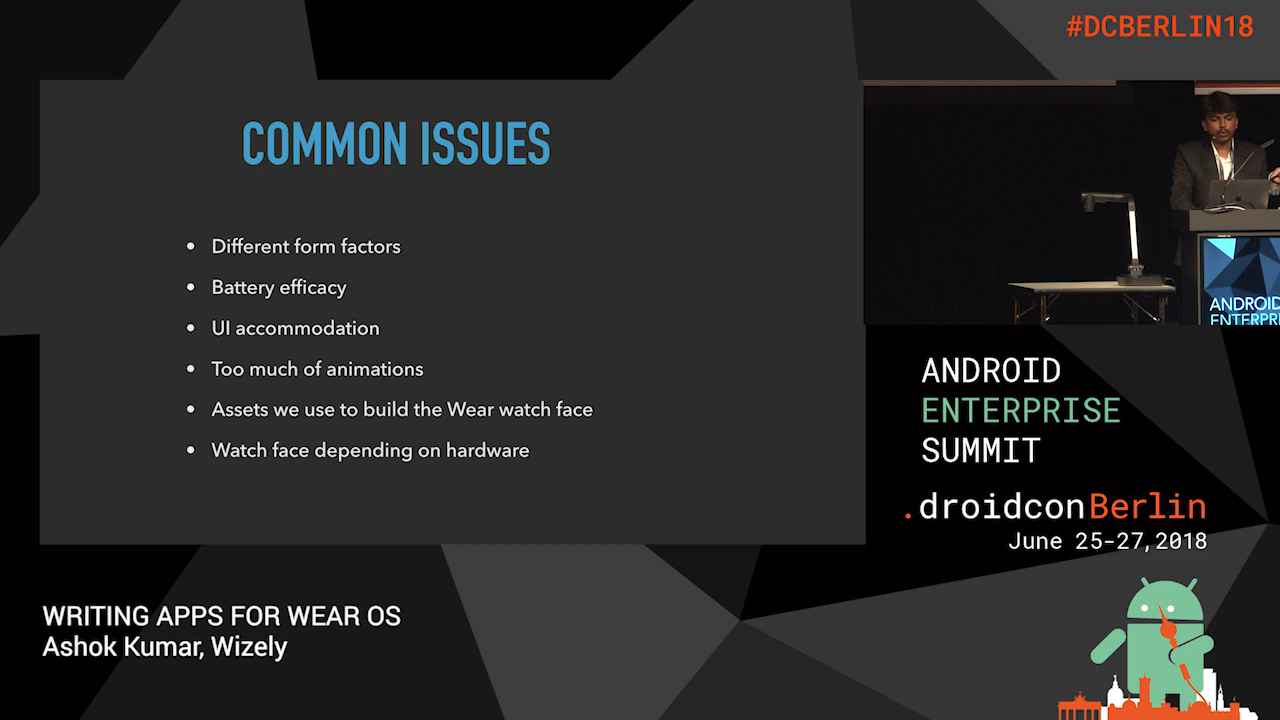 #DCBERLIN18
COMMON ISSUES
• Different form factors
• Battery efficacy
• UI accommodation
• Too much of animations
• Assets we use to build the Wear watch face
• Watch face depending on hardware
ANDROID
ENTERPRI
ANDROID
ENTERPRISE
SUMMIT
.droidconBerlin
June 25-27, 2018
WRITING APPS FOR WEAR OS
Ashok Kumar, Wizely